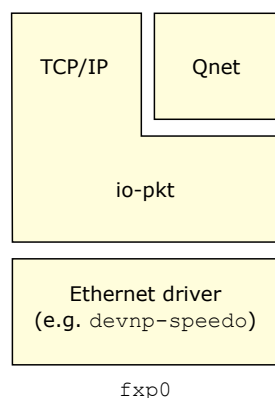 TCP/IP
Qnet
io-pkt
Ethernet driver
(e.g. devnp-speedo)
fxp0